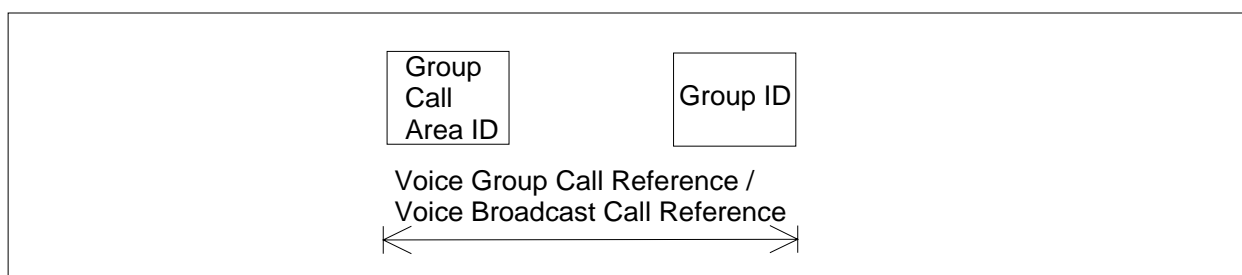 Group
Call
Area ID
Group ID
Voice Group Call Reference /
Voice Broadcast Call Reference